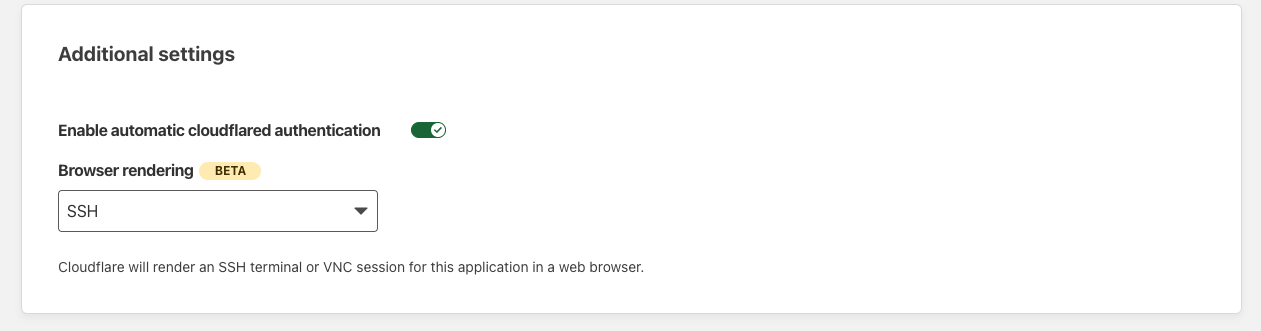 Additional settings
Enable automatic cloudflared authentication
Browser rendering BETA
SSH
Cloudflare will render an SSH terminal or VNC session for this application in a web browser.